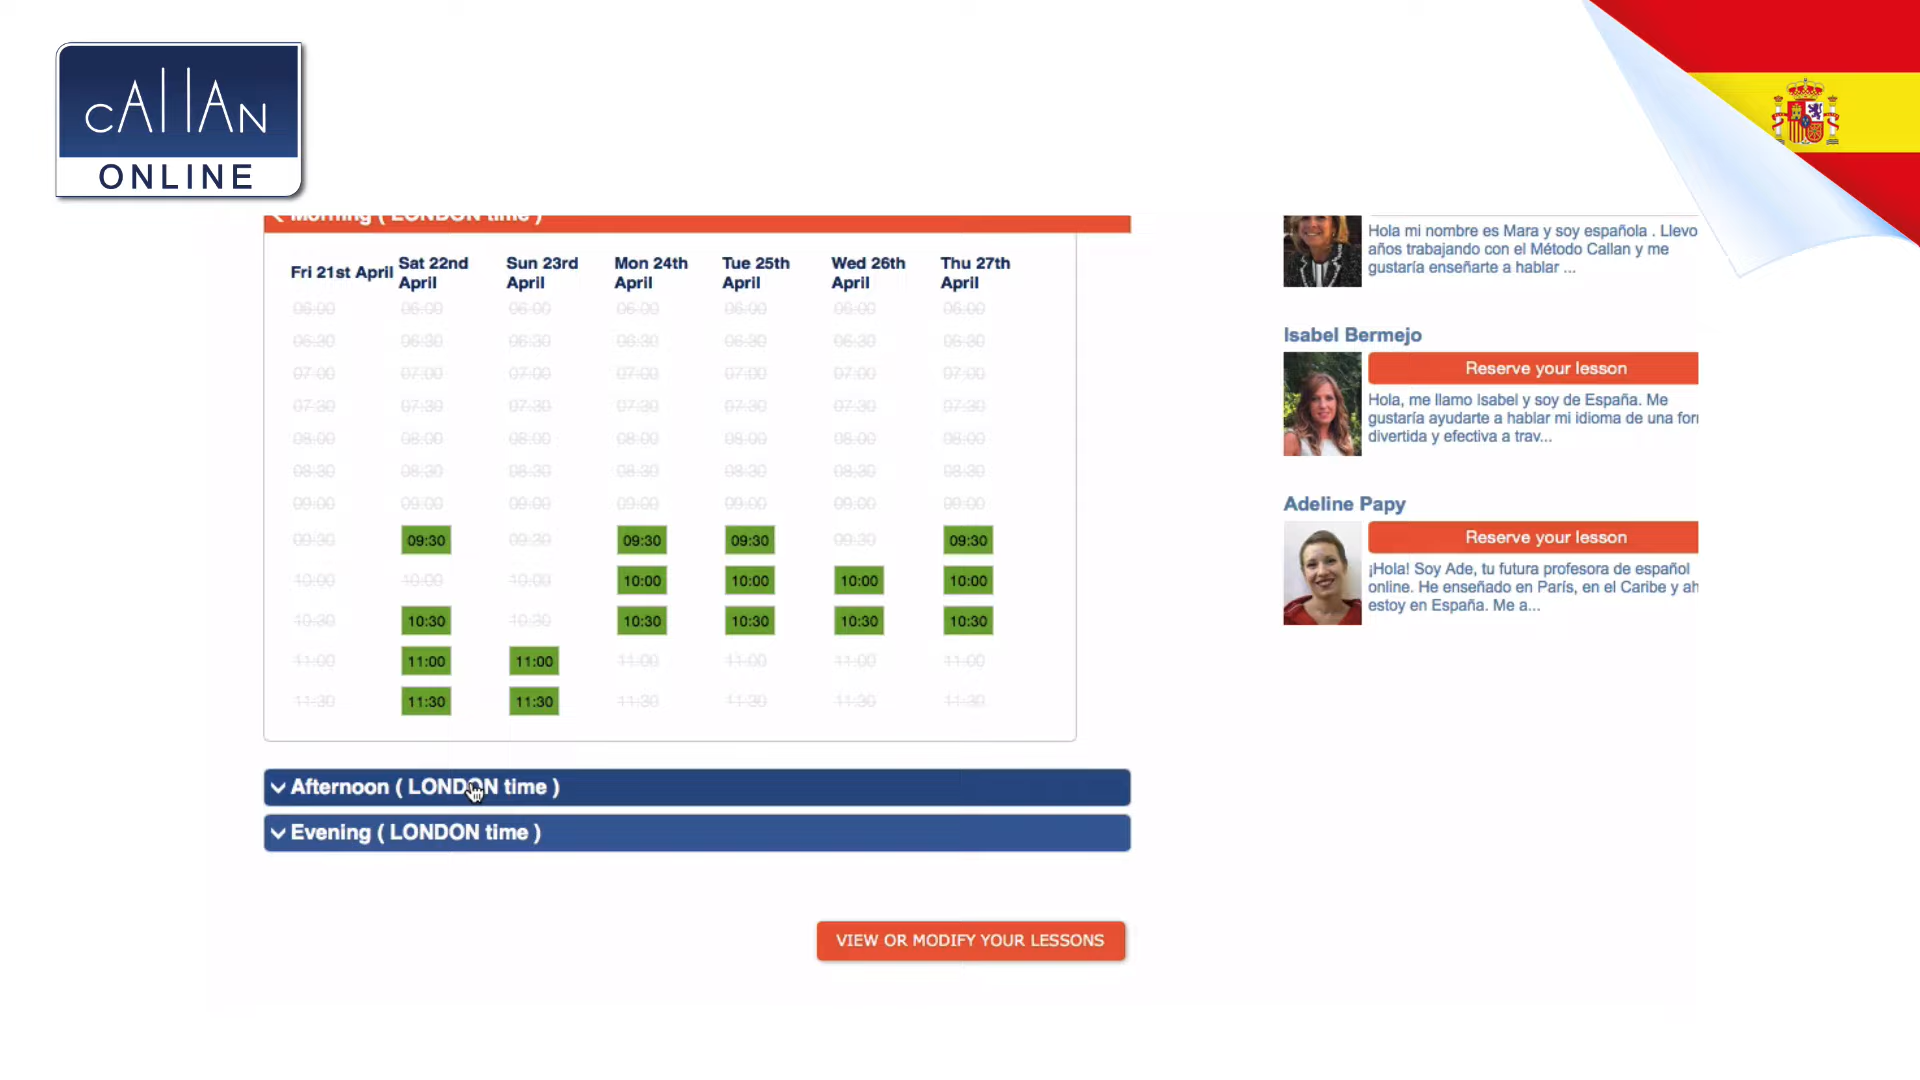 cAllAn
ONLINE
Morning ( LONDON time )
Fri 21st April Sat 22nd April Sun 23rd April Mon 24th April Tue 25th April Wed 26th April Thu 27th April
06:00 06:00 06:00 06:00 06:00 06:00 06:00
06:30 06:30 06:30 06:30 06:30 06:30 06:30
07:00 07:00 07:00 07:00 07:00 07:00 07:00
07:30 07:30 07:30 07:30 07:30 07:30 07:30
08:00 08:00 08:00 08:00 08:00 08:00 08:00
08:30 08:30 08:30 08:30 08:30 08:30 08:30
09:00 09:00 09:00 09:00 09:00 09:00 09:00
09:30 09:30 09:30 09:30 09:30 09:30 09:30
10:00 10:00 10:00 10:00 10:00 10:00 10:00
10:30 10:30 10:30 10:30 10:30 10:30 10:30
11:00 11:00 11:00 11:00 11:00 11:00 11:00
11:30 11:30 11:30 11:30 11:30 11:30 11:30
Afternoon ( LONDON time )
Evening ( LONDON time )
VIEW OR MODIFY YOUR LESSONS
Hola mi nombre es Mara y soy española . Llevo
años trabajando con el Método Callan y me
gustaría enseñarte a hablar ...
Isabel Bermejo
Reserve your lesson
Hola, me llamo Isabel y soy de España. Me
gustaría ayudarte a hablar mi idioma de una for
divertida y efectiva a trav...
Adeline Papy
Reserve your lesson
¡Hola! Soy Ade, tu futura profesora de español
online. He enseñado en París, en el Caribe y ah
estoy en España. Me a...